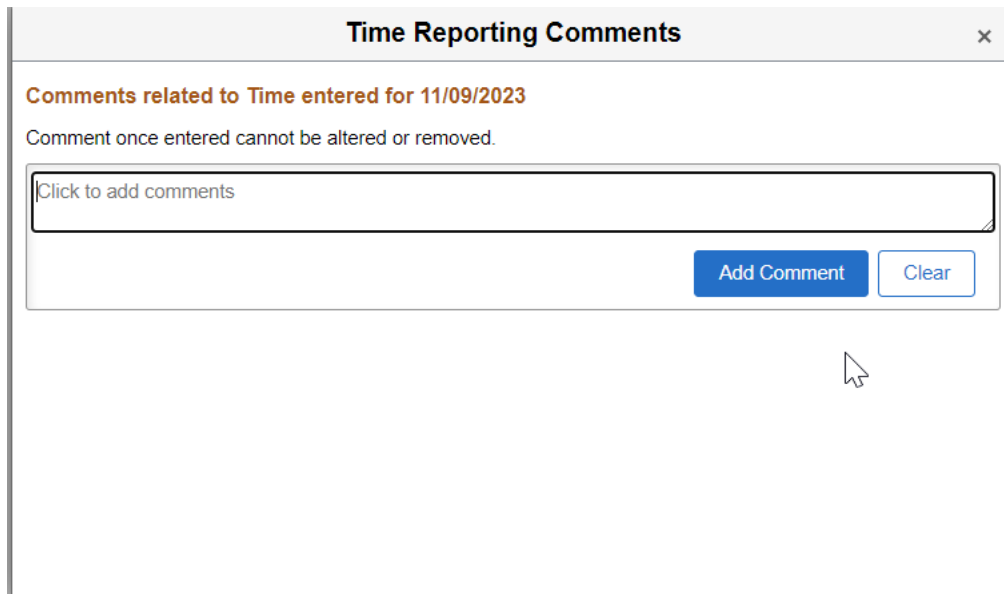 Time Reporting Comments ×
Comments related to Time entered for 11/09/2023
Comment once entered cannot be altered or removed.
Click to add comments
Add Comment Clear